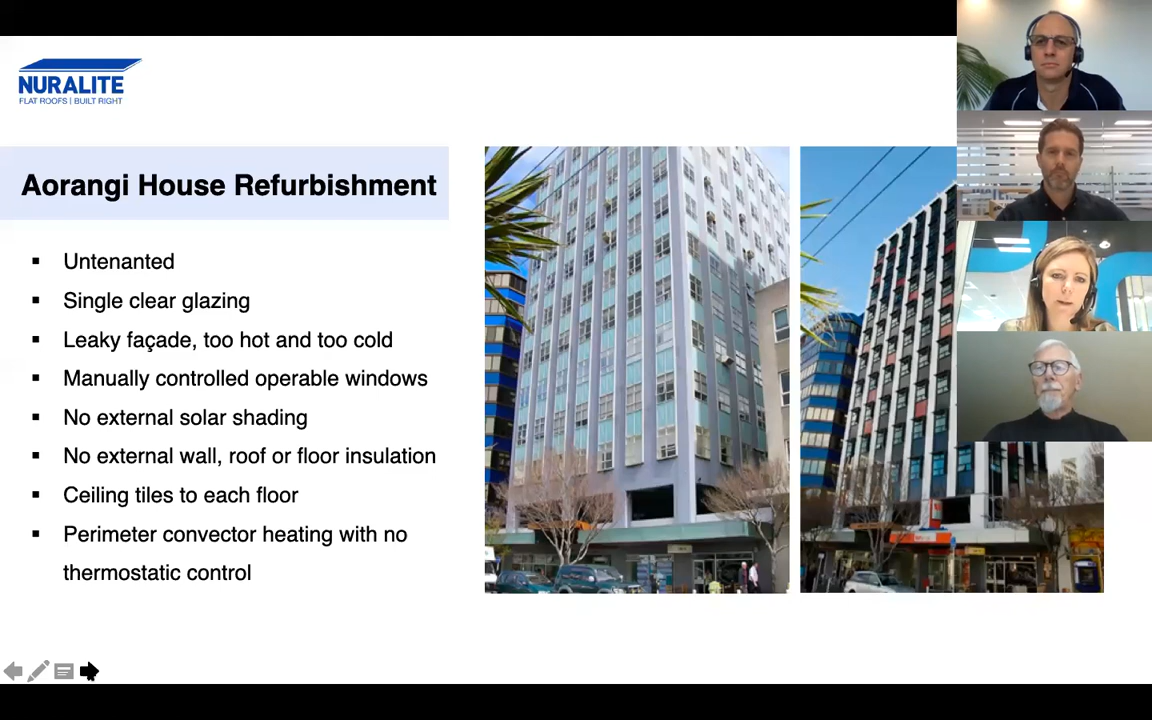 NURALITE
FLAT ROOFS | BUILT RIGHT
Aorangi House Refurbishment
▪ Untenanted
▪ Single clear glazing
▪ Leaky façade, too hot and too cold
▪ Manually controlled operable windows
▪ No external solar shading
▪ No external wall, roof or floor insulation
▪ Ceiling tiles to each floor
▪ Perimeter convector heating with no
thermostatic control